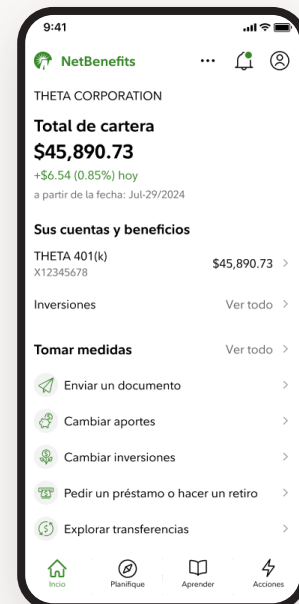 9:41
NetBenefits
THETA CORPORATION
Total de cartera
$45,890.73
+$6.54 (0.85%) hoy
a partir de la fecha: Jul-29/2024
Sus cuentas y beneficios
THETA 401(k)
X12345678
$45,890.73
Inversiones
Ver todo
Tomar medidas
Ver todo
Enviar un documento
Cambiar aportes
Cambiar inversiones
Pedir un préstamo o hacer un retiro
Explorar transferencias
Incio
Planifique
Aprender
Acciones